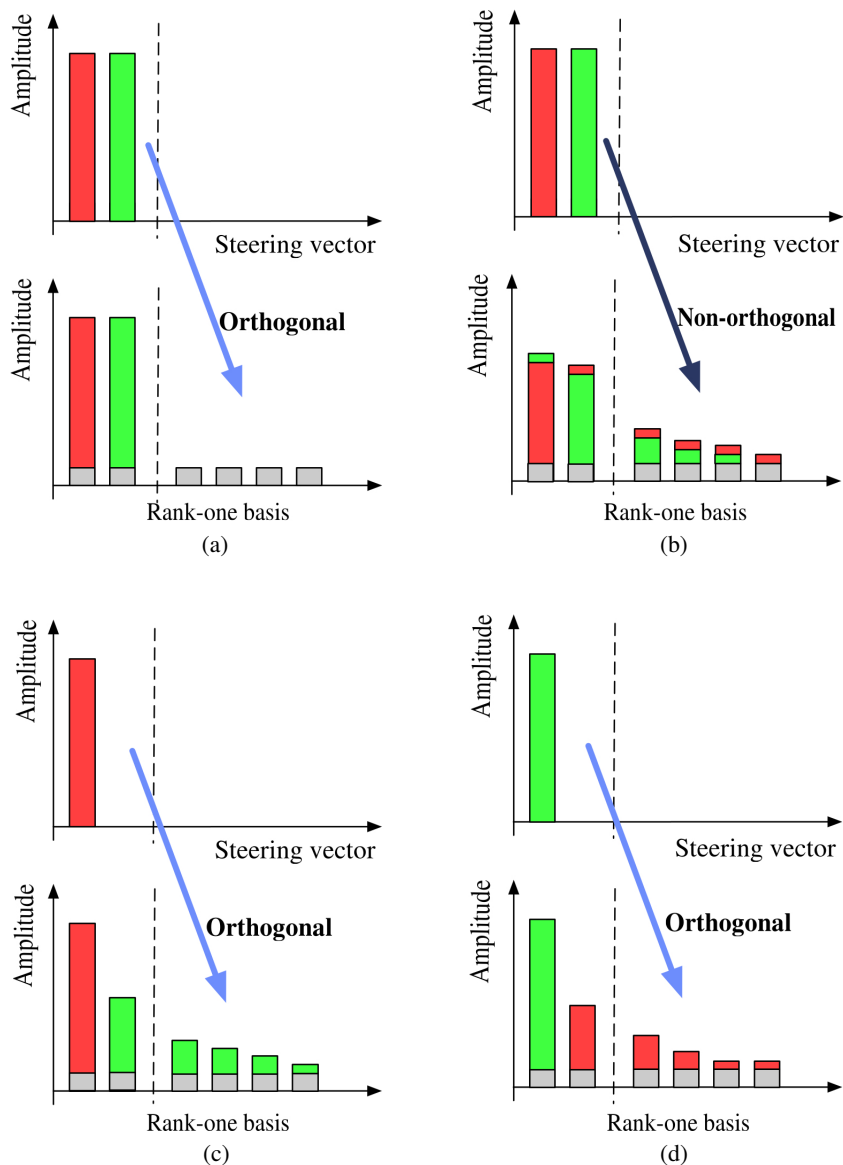 Amplitude
Steering vector
Orthogonal
Amplitude
Rank-one basis
(a)
Amplitude
Steering vector
Non-orthogonal
Amplitude
Rank-one basis
(b)
Amplitude
Steering vector
Orthogonal
Amplitude
Rank-one basis
(c)
Amplitude
Steering vector
Orthogonal
Amplitude
Rank-one basis
(d)